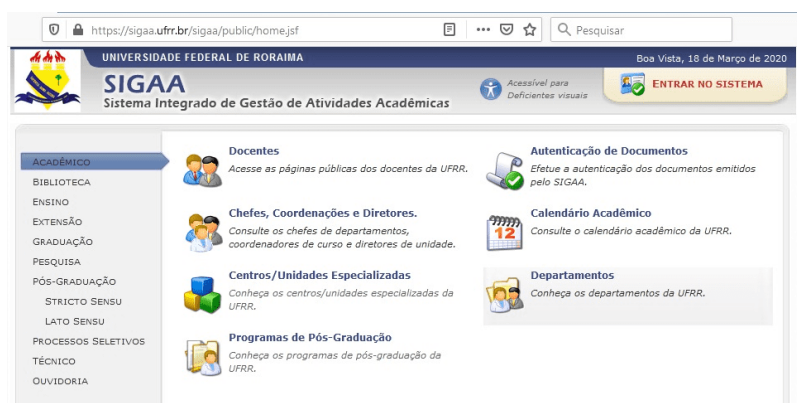 https://sigaa.ufrr.br/sigaa/public/home.jsf
Pesquisar
UNIVERSIDADE FEDERAL DE RORAIMA
Boa Vista, 18 de Março de 2020
SIGAA
Sistema Integrado de Gestão de Atividades Acadêmicas
Acessível para
Deficientes visuais
ENTRAR NO SISTEMA
ACADÊMICO
BIBLIOTECA
ENSINO
EXTENSÃO
GRADUAÇÃO
PESQUISA
PÓS-GRADUAÇÃO
STRICTO SENSU
LATO SENSU
PROCESSOS SELETIVOS
TÉCNICO
OUVIDORIA
Docentes
Acesse as páginas públicas dos docentes da UFRR.
Autenticação de Documentos
Efetue a autenticação dos documentos emitidos
pelo SIGAA.
Chefes, Coordenações e Diretores.
Consulte os chefes de departamentos,
coordenadores de curso e diretores de unidade.
Calendário Acadêmico
Consulte o calendário acadêmico da UFRR.
12
Centros/Unidades Especializadas
Conheça os centros/unidades especializadas da
UFRR.
Departamentos
Conheça os departamentos da UFRR.
Programas de Pós-Graduação
Conheça os programas de pós-graduação da
UFRR.